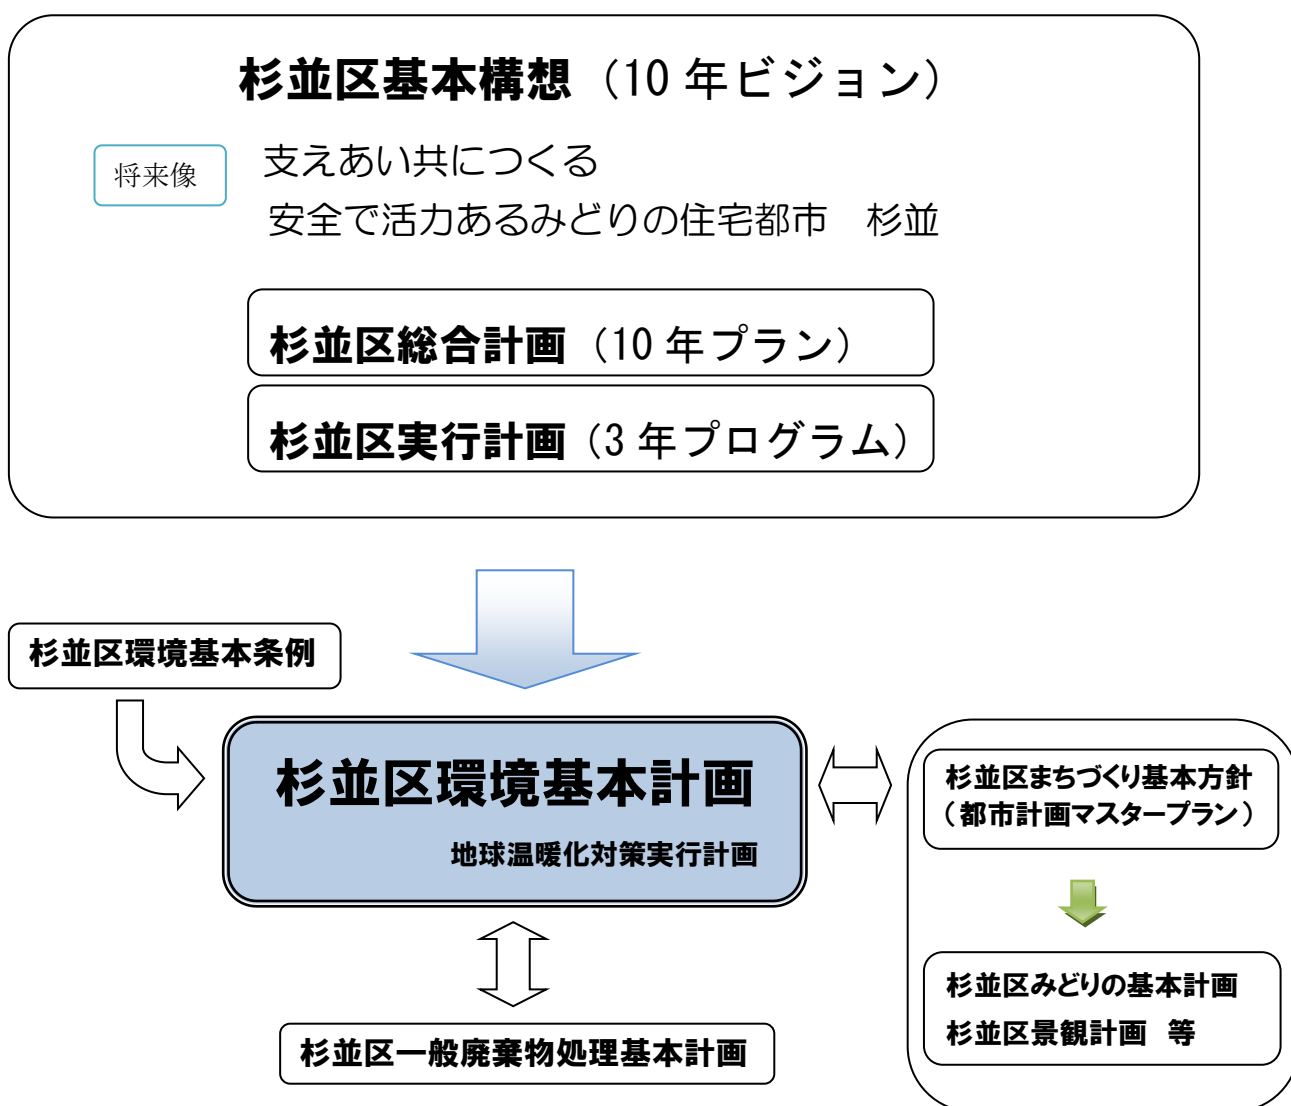 杉並区基本構想（10 年ビジョン）
将来像
支えあい共につくる
安全で活力あるみどりの住宅都市　杉並
杉並区総合計画（10 年プラン）
杉並区実行計画（3 年プログラム）
杉並区環境基本条例
杉並区環境基本計画
地球温暖化対策実行計画
杉並区まちづくり基本方針
（都市計画マスタープラン）
杉並区みどりの基本計画
杉並区景観計画　等
杉並区一般廃棄物処理基本計画